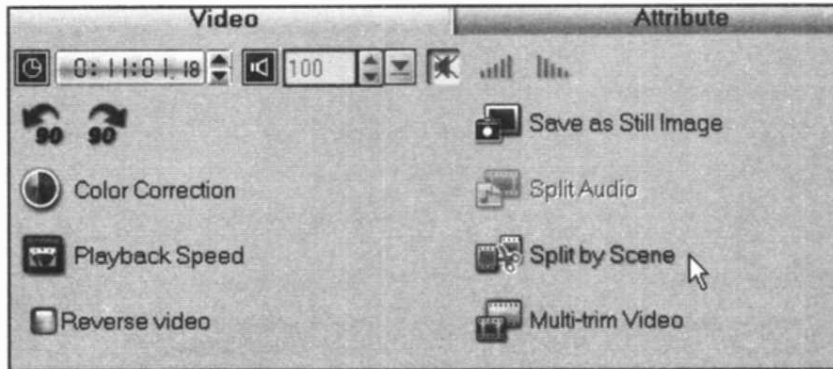 Video Attribute
0:11:01.18 100
90 90 Save as Still Image
Color Correction Split Audio
Playback Speed Split by Scene
Reverse video Multi-trim Video